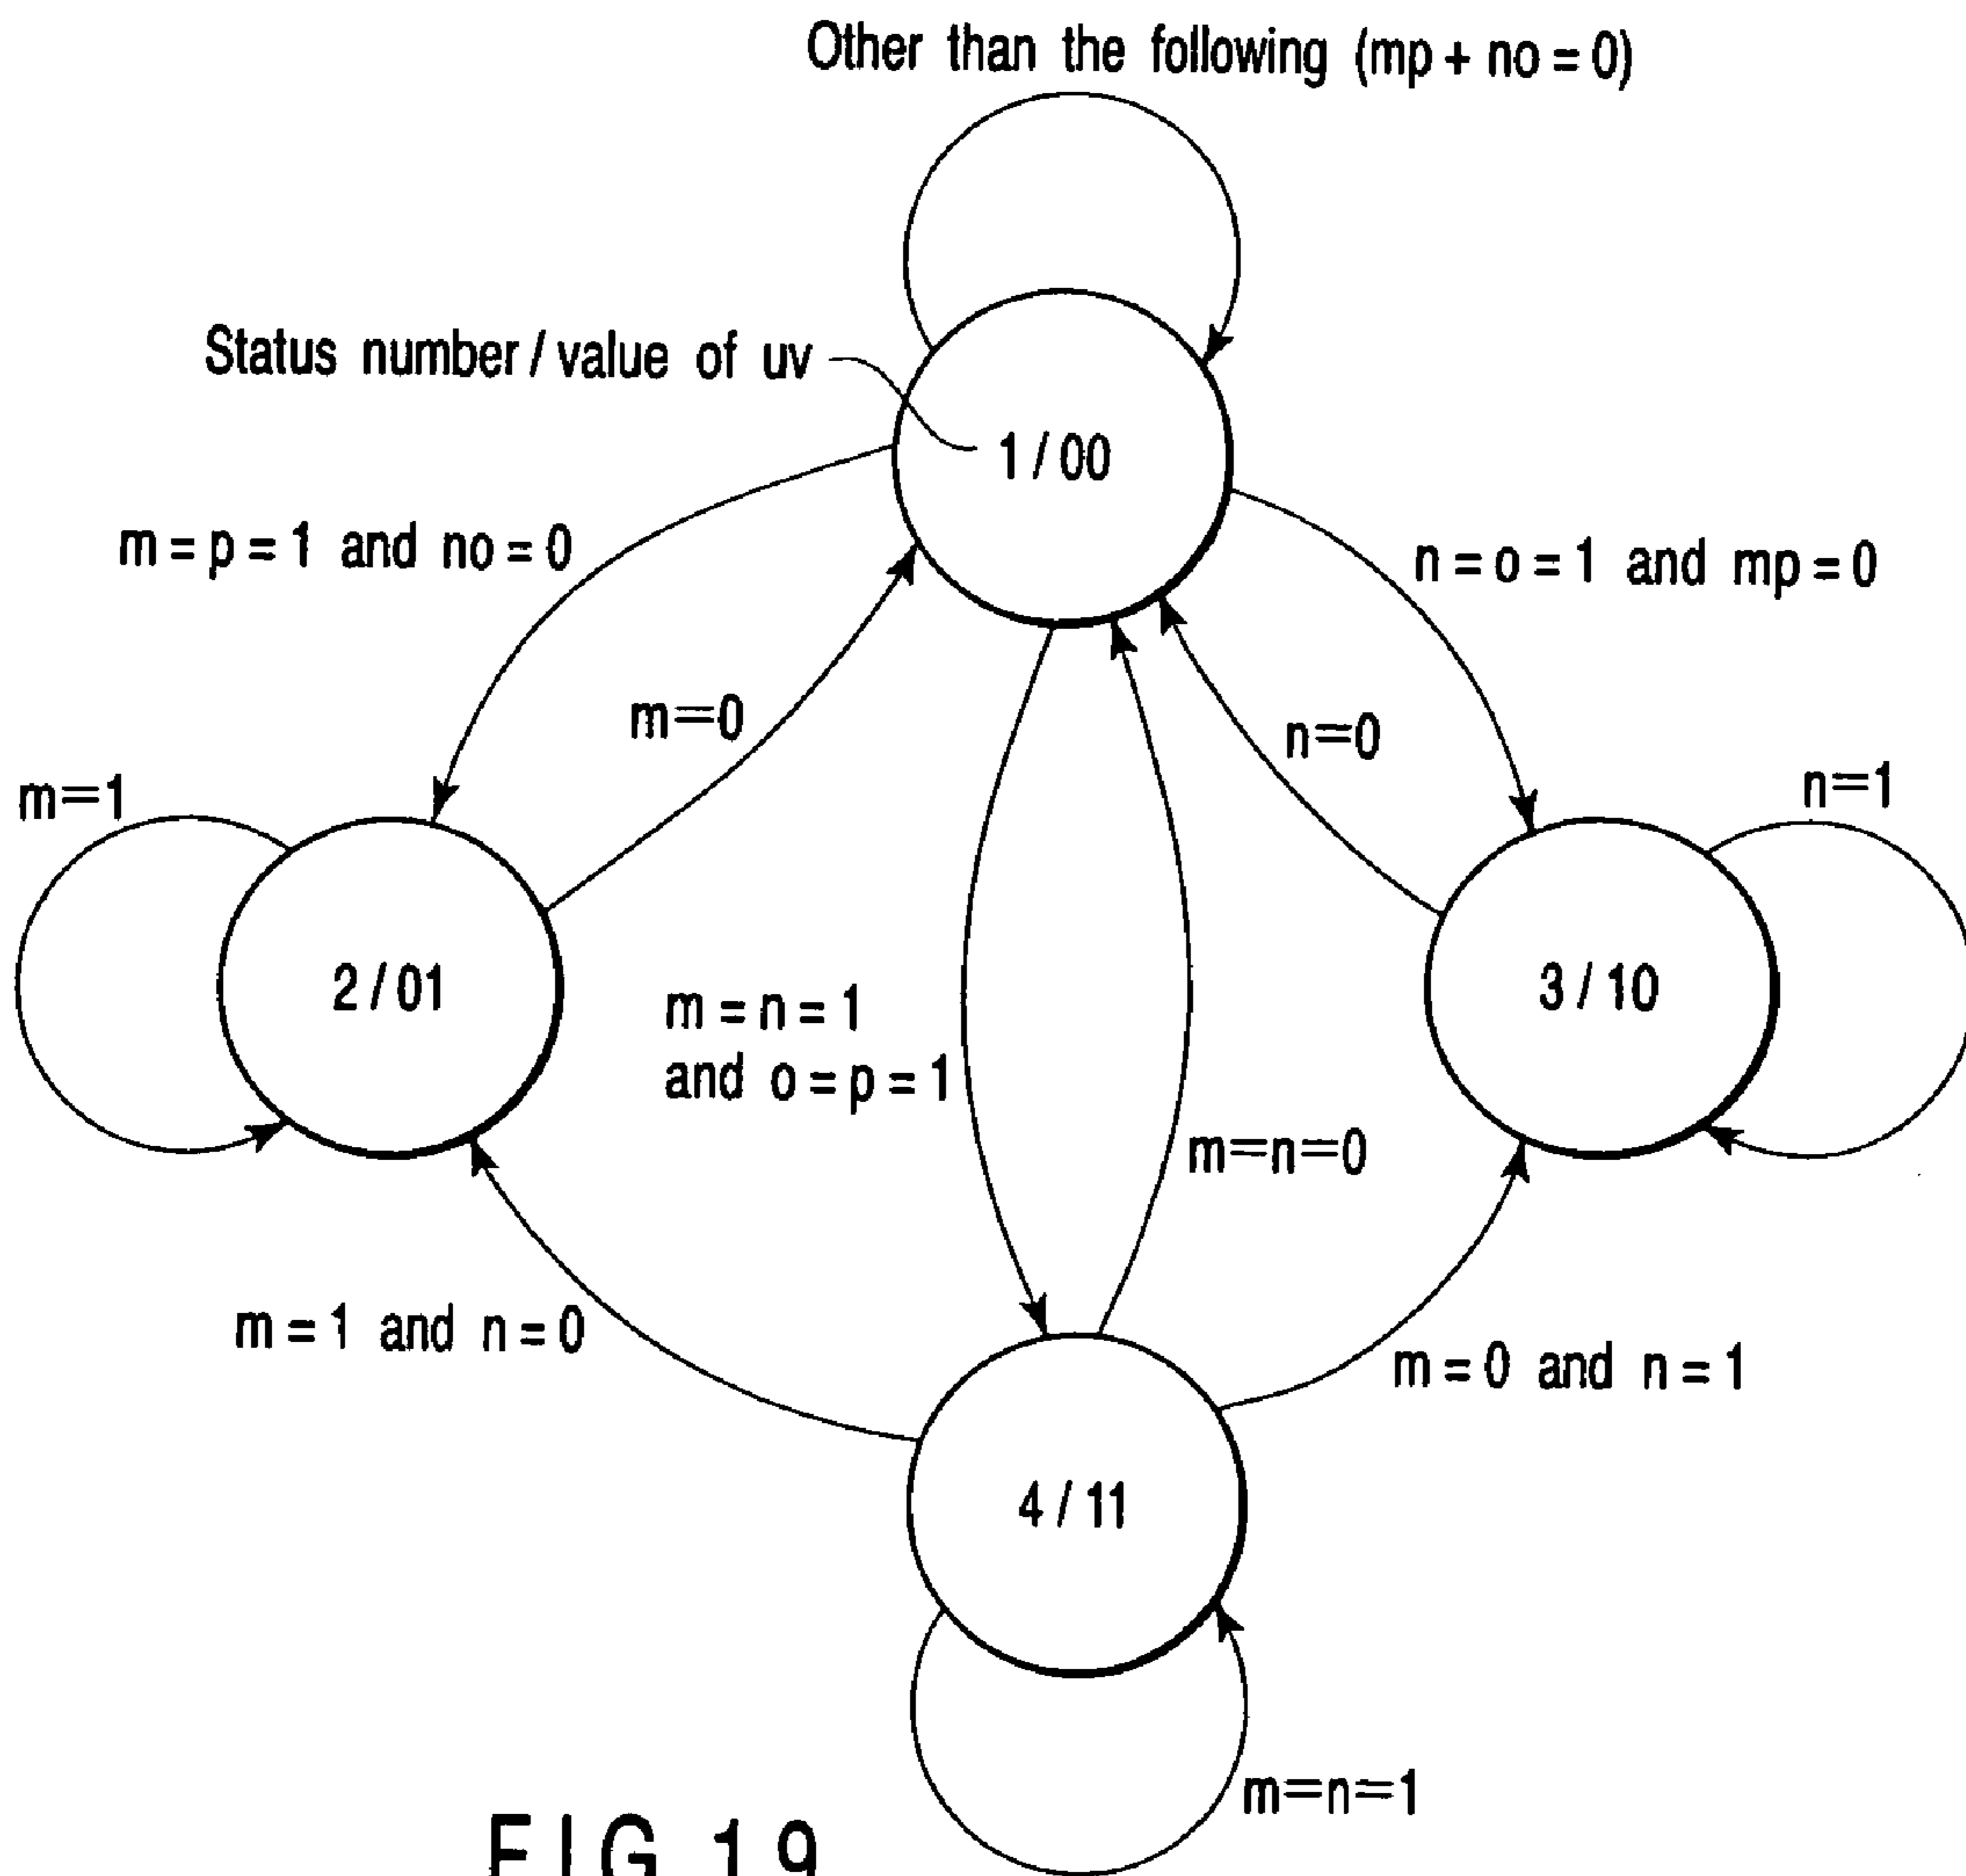 Other than the following (mp + no = 0)
Status number / value of uv
1 / 00
m = p = 1 and no = 0
n = o = 1 and mp = 0
m=0
n=0
m=1
n=1
2 / 01
3 / 10
m = n = 1
and o = p = 1
m=n=0
m = 1 and n = 0
m = 0 and n = 1
4 / 11
m=n=1
FIG. 19